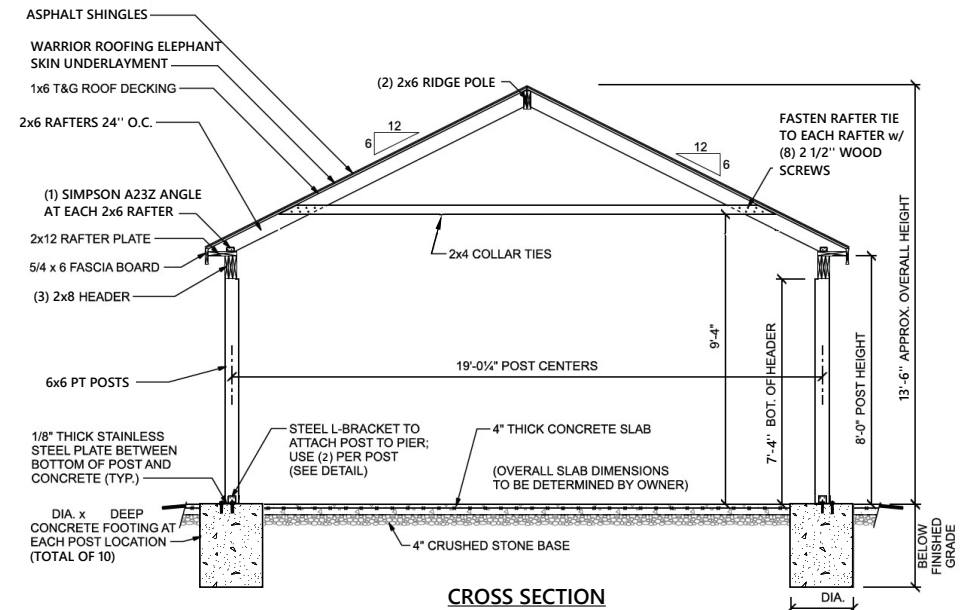 ASPHALT SHINGLES
WARRIOR ROOFING ELEPHANT
SKIN UNDERLAYMENT
1x6 T&G ROOF DECKING
2x6 RAFTERS 24'' O.C.
(1) SIMPSON A23Z ANGLE
AT EACH 2x6 RAFTER
2x12 RAFTER PLATE
5/4 x 6 FASCIA BOARD
(3) 2x8 HEADER
6x6 PT POSTS
1/8" THICK STAINLESS
STEEL PLATE BETWEEN
BOTTOM OF POST AND
CONCRETE (TYP.)
DIA. x DEEP
CONCRETE FOOTING AT
EACH POST LOCATION
(TOTAL OF 10)
(2) 2x6 RIDGE POLE
12
6
12
6
FASTEN RAFTER TIE
TO EACH RAFTER w/
(8) 2 1/2'' WOOD
SCREWS
2x4 COLLAR TIES
19'-0¼" POST CENTERS
9'-4"
7'-4" BOT. OF HEADER
8'-0" POST HEIGHT
13'-6" APPROX. OVERALL HEIGHT
STEEL L-BRACKET TO
ATTACH POST TO PIER;
USE (2) PER POST
(SEE DETAIL)
4" THICK CONCRETE SLAB
(OVERALL SLAB DIMENSIONS
TO BE DETERMINED BY OWNER)
4" CRUSHED STONE BASE
BELOW
FINISHED
GRADE
DIA.
CROSS SECTION